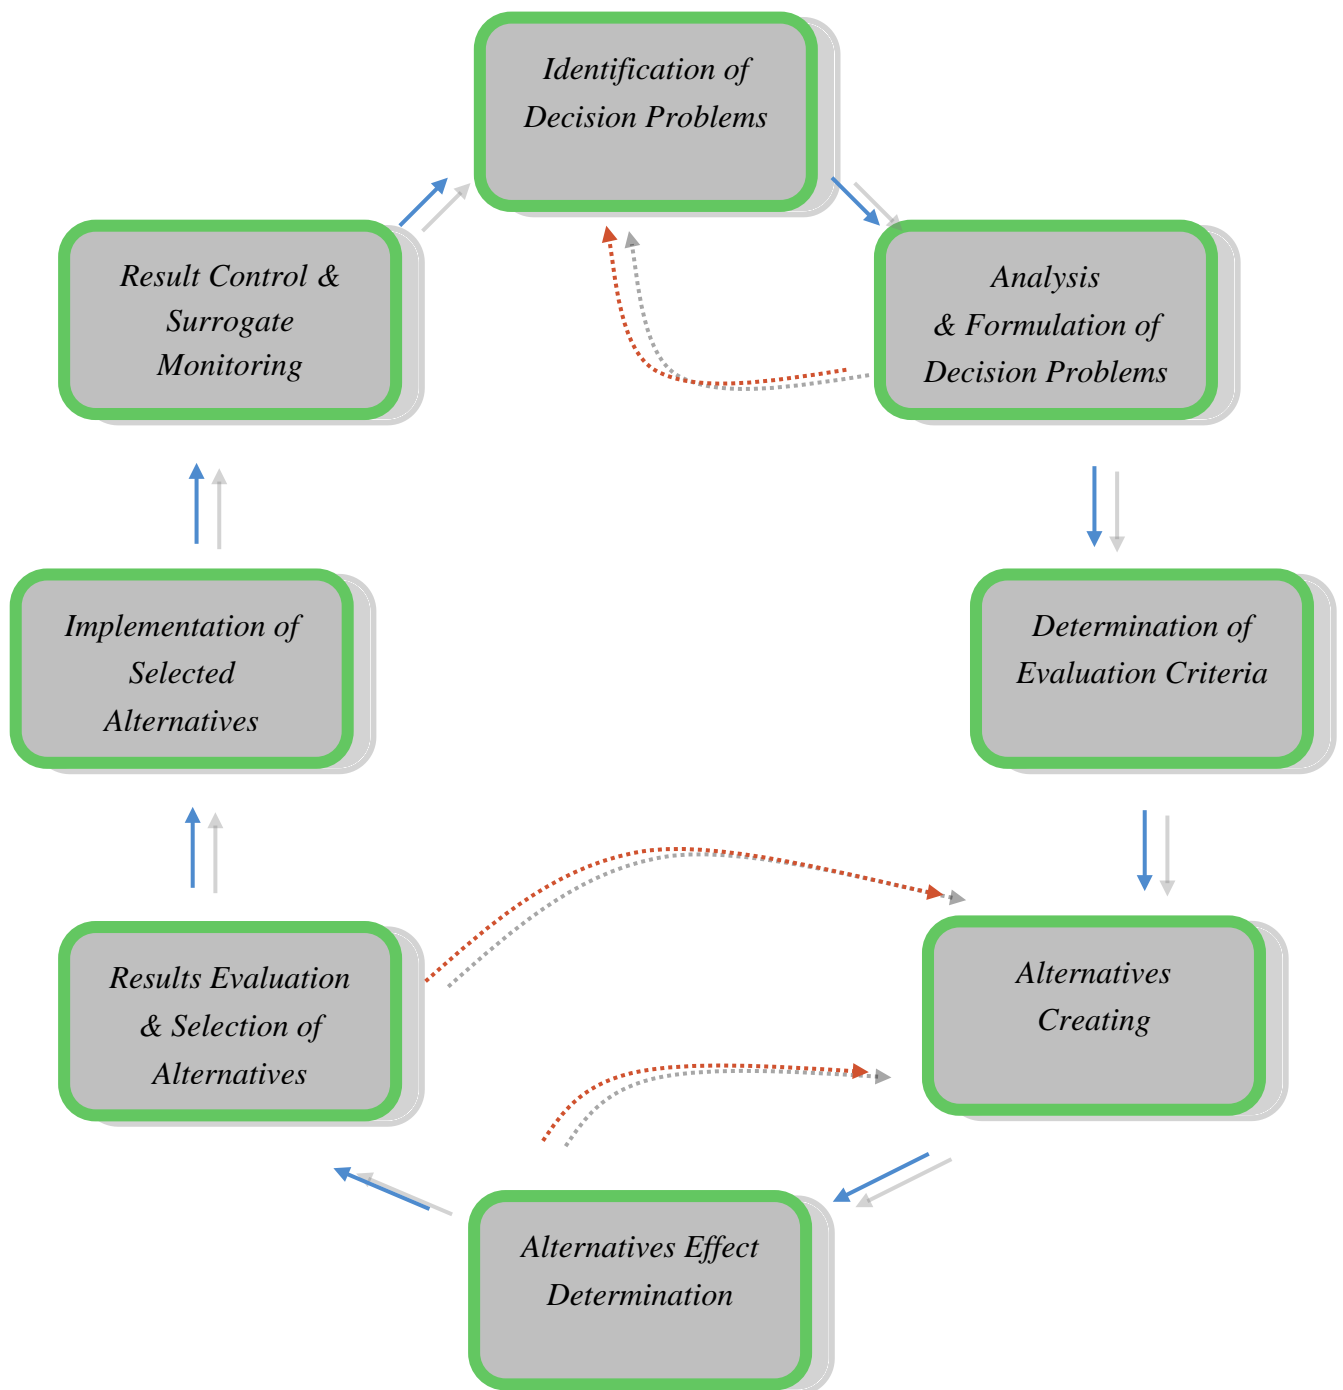 Identification of
Decision Problems
Analysis
& Formulation of
Decision Problems
Determination of
Evaluation Criteria
Alternatives
Creating
Alternatives Effect
Determination
Results Evaluation
& Selection of
Alternatives
Implementation of
Selected
Alternatives
Result Control &
Surrogate
Monitoring